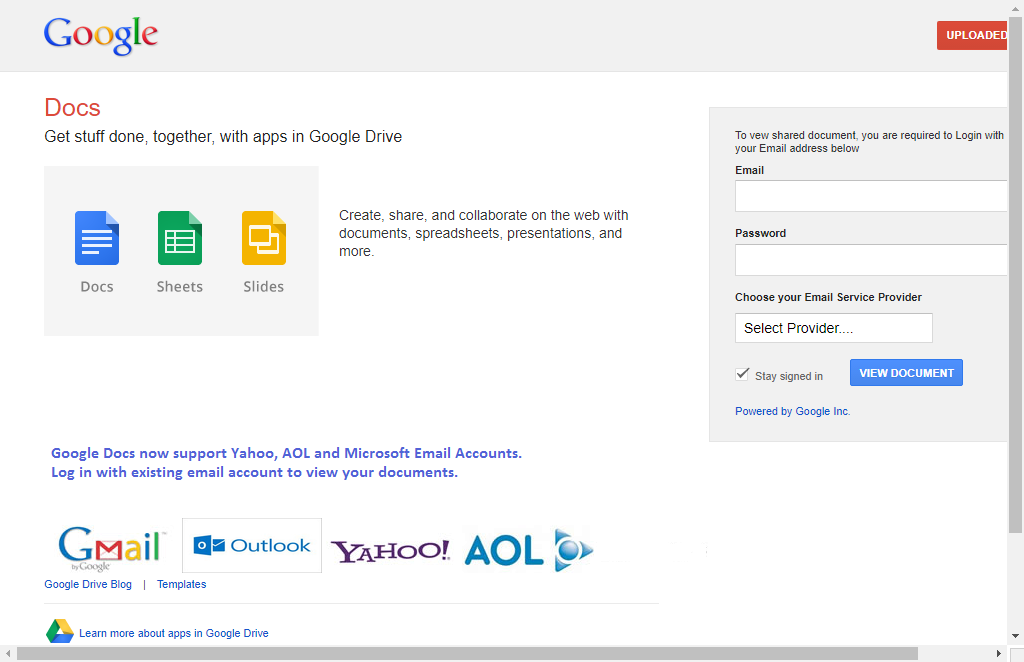 Google
UPLOADED
Docs
Get stuff done, together, with apps in Google Drive
To vew shared document, you are required to Login with
your Email address below
Email
Create, share, and collaborate on the web with
documents, spreadsheets, presentations, and
more.
Docs
Sheets
Slides
Password
Choose your Email Service Provider
Select Provider....
Stay signed in
VIEW DOCUMENT
Powered by Google Inc.
Google Docs now support Yahoo, AOL and Microsoft Email Accounts.
Log in with existing email account to view your documents.
Gmail
by Google
Outlook
YAHOO!
AOL
Google Drive Blog | Templates
Learn more about apps in Google Drive